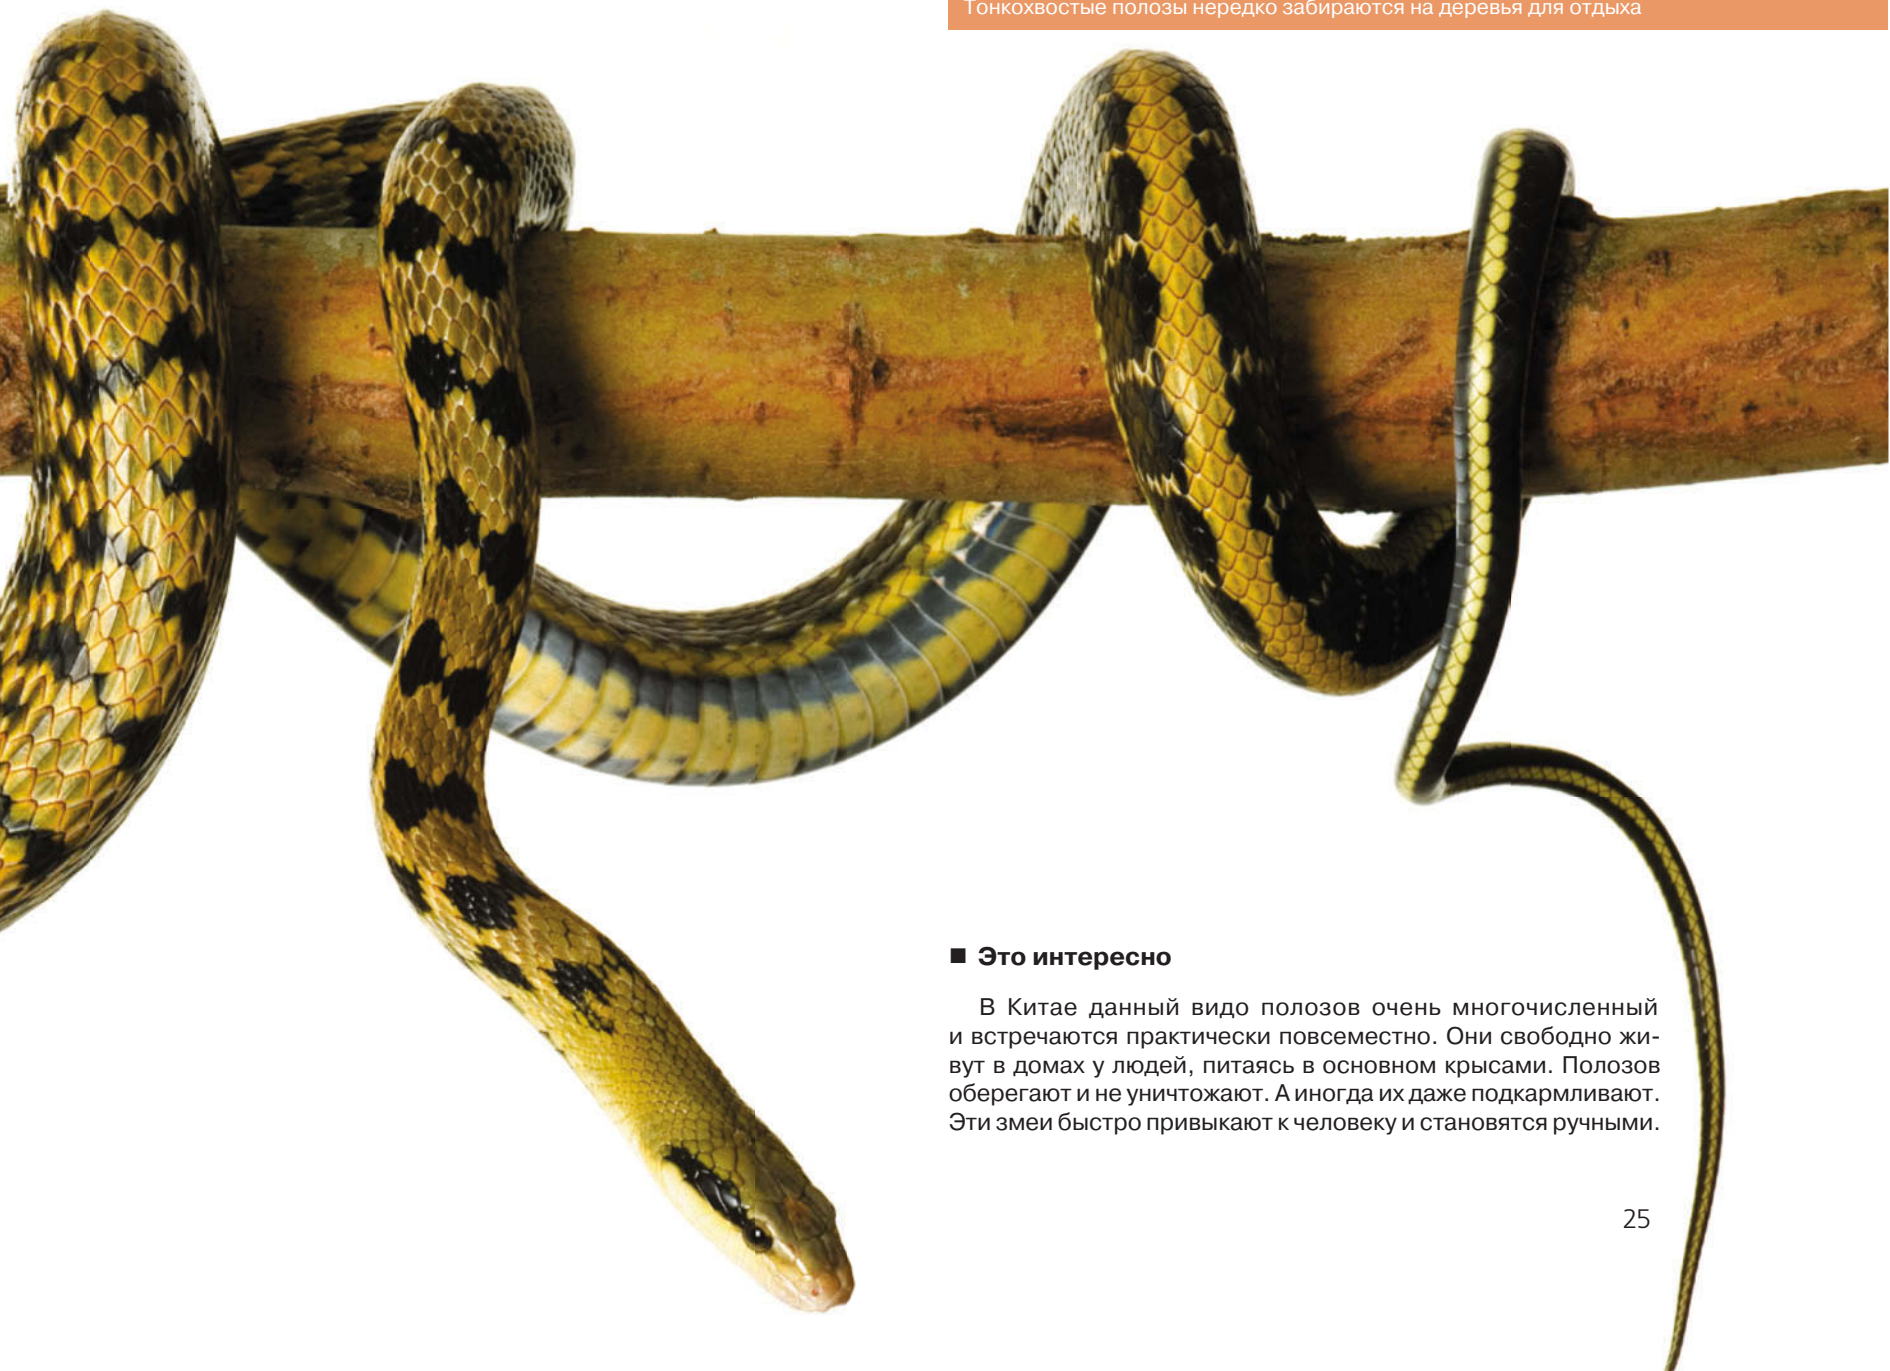 Тонкохвостые полозы нередко забираются на деревья для отдыха
■ Это интересно
В Китае данный видо полозов очень многочисленный
и встречаются практически повсеместно. Они свободно жи-
вут в домах у людей, питаясь в основном крысами. Полозов
оберегают и не уничтожают. А иногда их даже подкармливают.
Эти змеи быстро привыкают к человеку и становятся ручными.
25